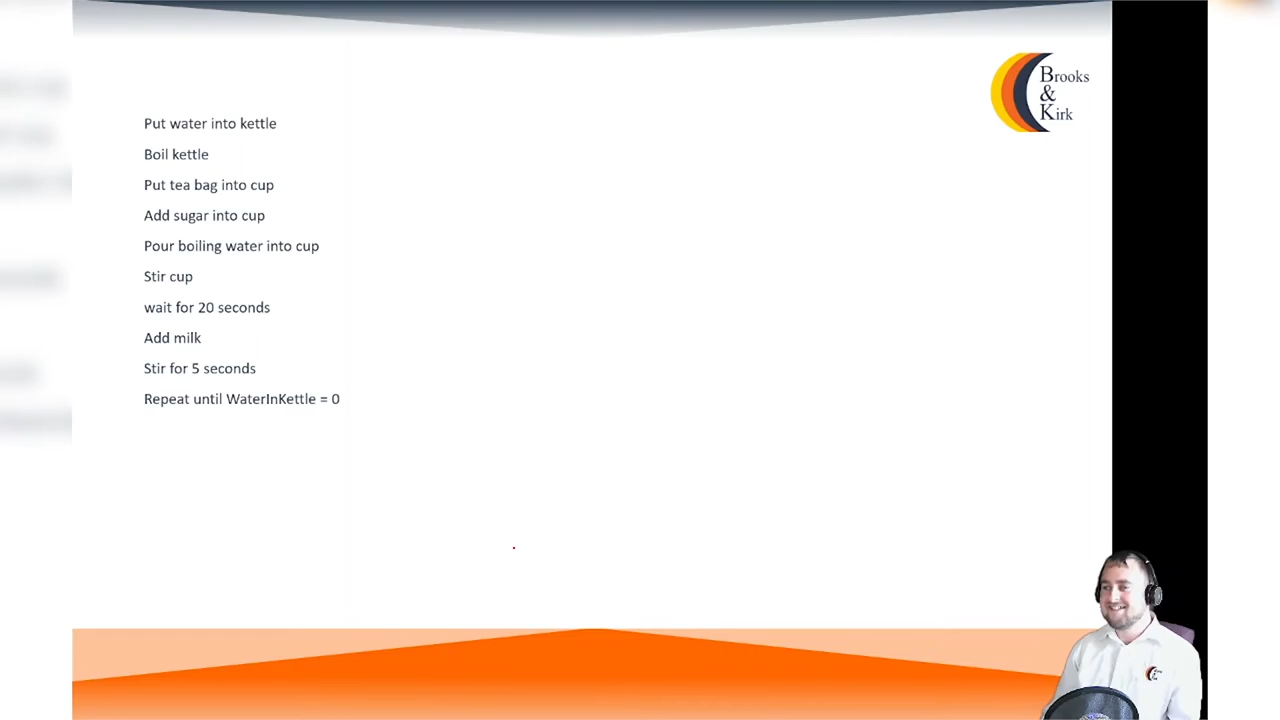 Brooks
&
Kirk
Put water into kettle
Boil kettle
Put tea bag into cup
Add sugar into cup
Pour boiling water into cup
Stir cup
wait for 20 seconds
Add milk
Stir for 5 seconds
Repeat until WaterInKettle = 0